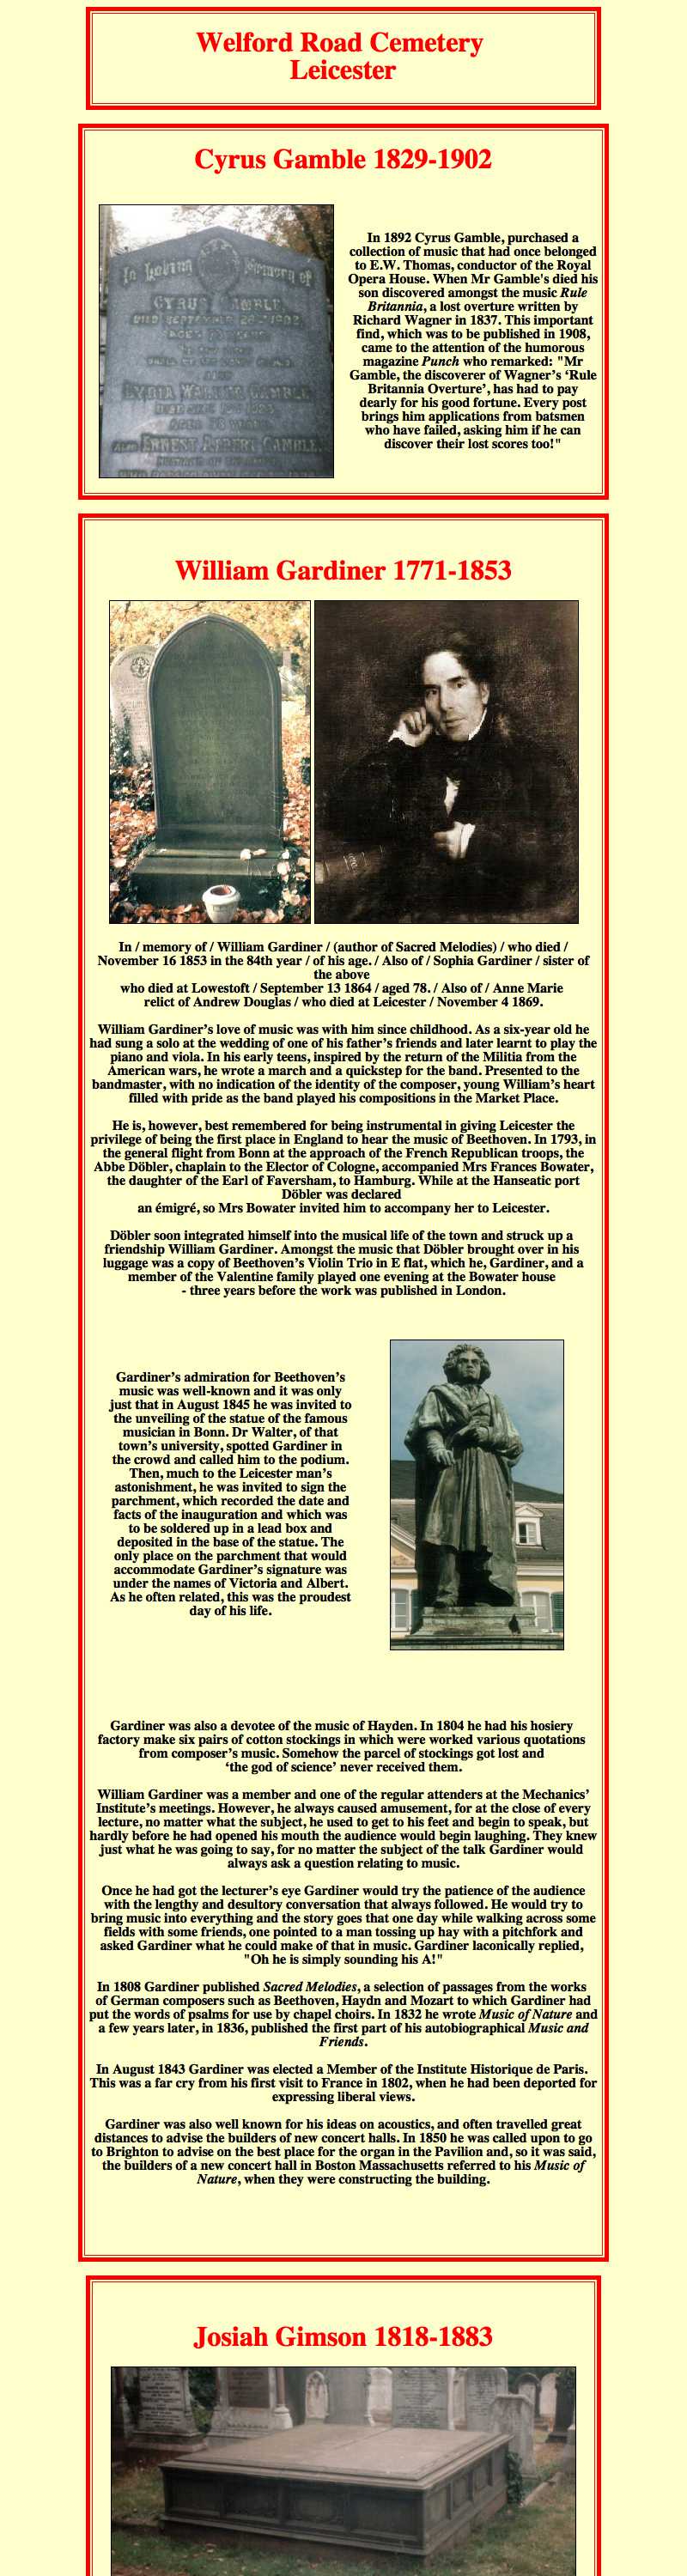 Welford Road Cemetery
Leicester
Cyrus Gamble 1829-1902
In Loving Memory of
CYRUS GAMBLE
In 1892 Cyrus Gamble, purchased a
collection of music that had once belonged
to E.W. Thomas, conductor of the Royal
Opera House. When Mr Gamble's died his
son discovered amongst the music Rule
Britannia, a lost overture written by
Richard Wagner in 1837. This important
find, which was to be published in 1908,
came to the attention of the humorous
magazine Punch who remarked: "Mr
Gamble, the discoverer of Wagner’s ‘Rule
Britannia Overture’, has had to pay
dearly for his good fortune. Every post
brings him applications from batsmen
who have failed, asking him if he can
discover their lost scores too!"
William Gardiner 1771-1853
In / memory of / William Gardiner / (author of Sacred Melodies) / who died /
November 16 1853 in the 84th year / of his age. / Also of / Sophia Gardiner / sister of
the above
who died at Lowestoft / September 13 1864 / aged 78. / Also of / Anne Marie
relict of Andrew Douglas / who died at Leicester / November 4 1869.
William Gardiner’s love of music was with him since childhood. As a six-year old he
had sung a solo at the wedding of one of his father’s friends and later learnt to play the
piano and viola. In his early teens, inspired by the return of the Militia from the
American wars, he wrote a march and a quickstep for the band. Presented to the
bandmaster, with no indication of the identity of the composer, young William’s heart
filled with pride as the band played his compositions in the Market Place.
He is, however, best remembered for being instrumental in giving Leicester the
privilege of being the first place in England to hear the music of Beethoven. In 1793, in
the general flight from Bonn at the approach of the French Republican troops, the
Abbe Döbler, chaplain to the Elector of Cologne, accompanied Mrs Frances Bowater,
the daughter of the Earl of Faversham, to Hamburg. While at the Hanseatic port
Döbler was declared
an émigré, so Mrs Bowater invited him to accompany her to Leicester.
Döbler soon integrated himself into the musical life of the town and struck up a
friendship William Gardiner. Amongst the music that Döbler brought over in his
luggage was a copy of Beethoven’s Violin Trio in E flat, which he, Gardiner, and a
member of the Valentine family played one evening at the Bowater house
- three years before the work was published in London.
Gardiner’s admiration for Beethoven’s
music was well-known and it was only
just that in August 1845 he was invited to
the unveiling of the statue of the famous
musician in Bonn. Dr Walter, of that
town’s university, spotted Gardiner in
the crowd and called him to the podium.
Then, much to the Leicester man’s
astonishment, he was invited to sign the
parchment, which recorded the date and
facts of the inauguration and which was
to be soldered up in a lead box and
deposited in the base of the statue. The
only place on the parchment that would
accommodate Gardiner’s signature was
under the names of Victoria and Albert.
As he often related, this was the proudest
day of his life.
Gardiner was also a devotee of the music of Hayden. In 1804 he had his hosiery
factory make six pairs of cotton stockings in which were worked various quotations
from composer’s music. Somehow the parcel of stockings got lost and
‘the god of science’ never received them.
William Gardiner was a member and one of the regular attenders at the Mechanics’
Institute’s meetings. However, he always caused amusement, for at the close of every
lecture, no matter what the subject, he used to get to his feet and begin to speak, but
hardly before he had opened his mouth the audience would begin laughing. They knew
just what he was going to say, for no matter the subject of the talk Gardiner would
always ask a question relating to music.
Once he had got the lecturer’s eye Gardiner would try the patience of the audience
with the lengthy and desultory conversation that always followed. He would try to
bring music into everything and the story goes that one day while walking across some
fields with some friends, one pointed to a man tossing up hay with a pitchfork and
asked Gardiner what he could make of that in music. Gardiner laconically replied,
"Oh he is simply sounding his A!"
In 1808 Gardiner published Sacred Melodies, a selection of passages from the works
of German composers such as Beethoven, Haydn and Mozart to which Gardiner had
put the words of psalms for use by chapel choirs. In 1832 he wrote Music of Nature and
a few years later, in 1836, published the first part of his autobiographical Music and
Friends.
In August 1843 Gardiner was elected a Member of the Institute Historique de Paris.
This was a far cry from his first visit to France in 1802, when he had been deported for
expressing liberal views.
Gardiner was also well known for his ideas on acoustics, and often travelled great
distances to advise the builders of new concert halls. In 1850 he was called upon to go
to Brighton to advise on the best place for the organ in the Pavilion and, so it was said,
the builders of a new concert hall in Boston Massachusetts referred to his Music of
Nature, when they were constructing the building.
Josiah Gimson 1818-1883